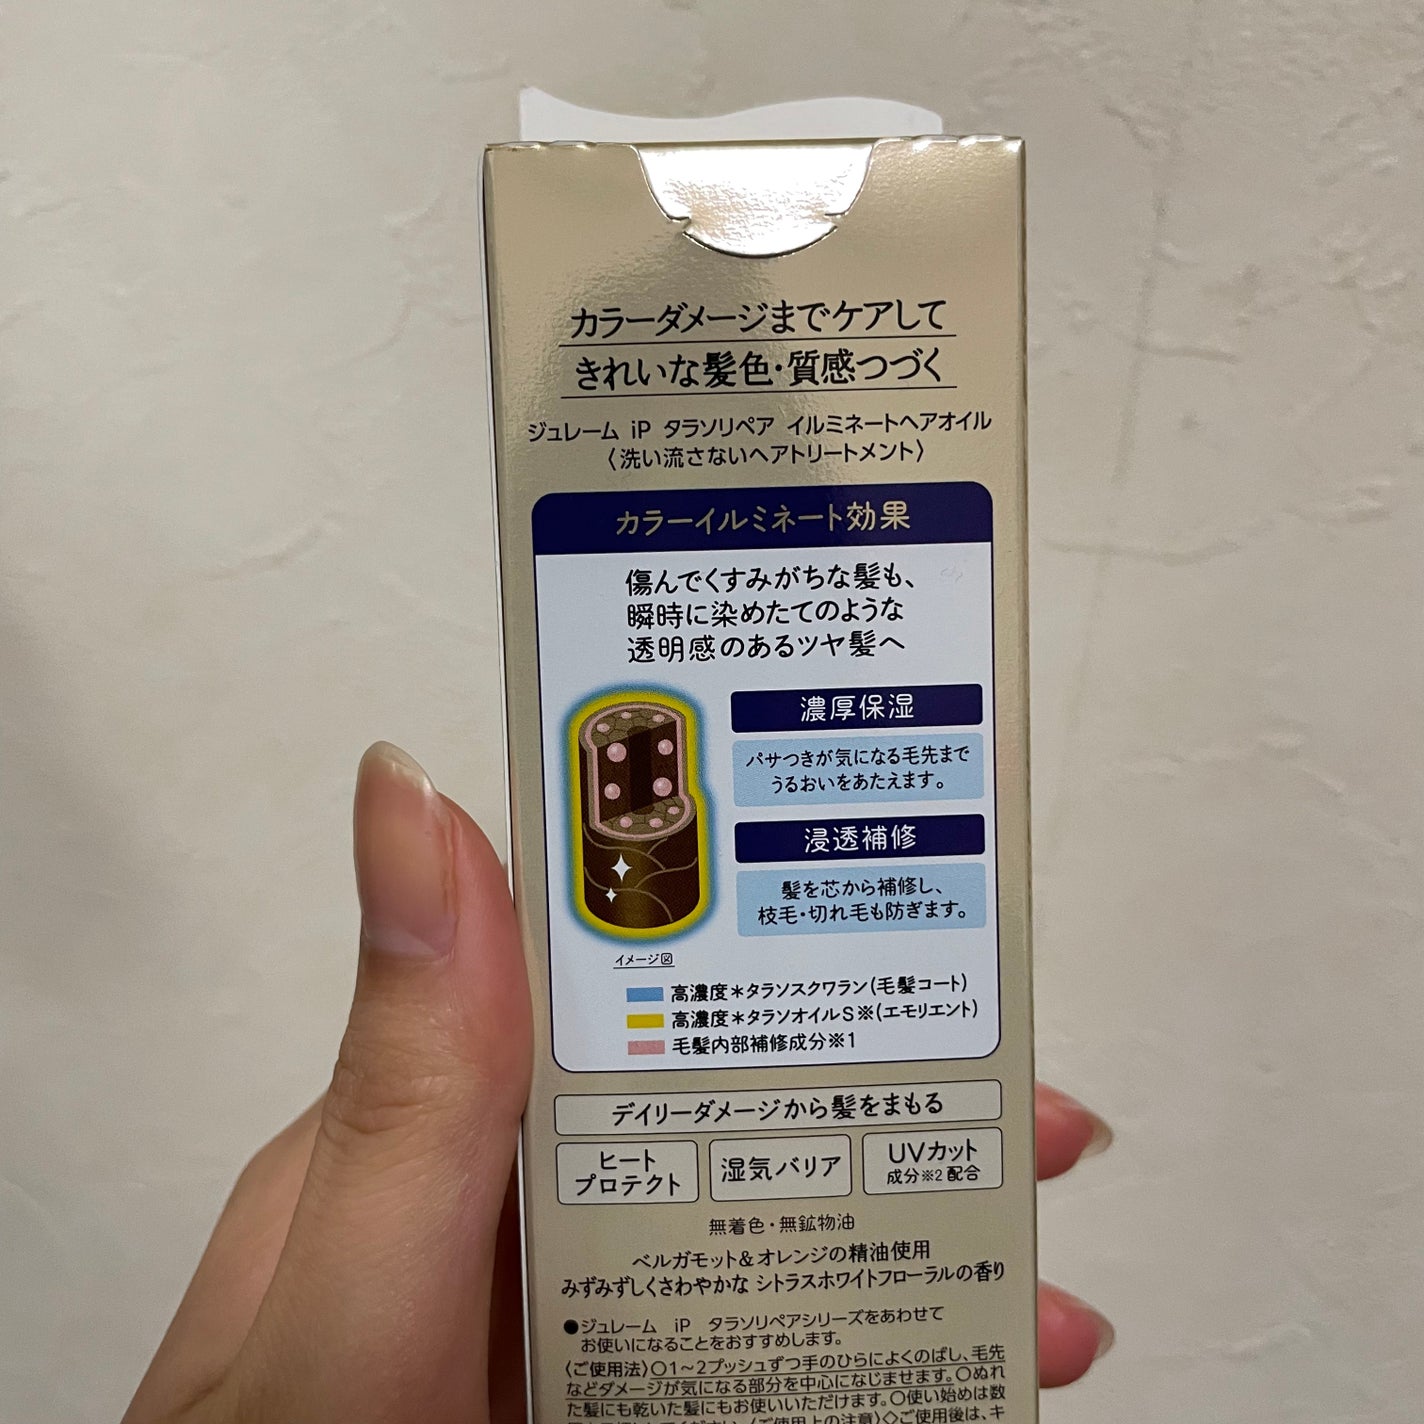 カラーダメージまでケアして
きれいな髪色・質感つづく
ジュレーム iP タラソリペア イルミネートヘアオイル
〈洗い流さないヘアトリートメント〉
カラーイルミネート効果
傷んでくすみがちな髪も、
瞬時に染めたてのような
透明感のあるツヤ髪へ
濃厚保湿
パサつきが気になる毛先まで
うるおいをあたえます。
浸透補修
髪を芯から補修し、
枝毛・切れ毛も防ぎます。
イメージ図
高濃度＊タラソスクワラン(毛髪コート)
高濃度＊タラソオイルS※(エモリエント)
毛髪内部補修成分※1
デイリーダメージから髪をまもる
ヒート
プロテクト
湿気バリア
UVカット
成分※2配合
無着色・無鉱物油
ベルガモット&オレンジの精油使用
みずみずしくさわやかな シトラスホワイトフローラルの香り
●ジュレーム iP タラソリペアシリーズをあわせて
お使いになることをおすすめします。
〈ご使用法〉○1～2プッシュずつ手のひらによくのばし、毛先
などダメージが気になる部分を中心になじませます。○ぬれ
た髪にも乾いた髪にもお使いいただけます。○使い始めは数
〈ご使用上の注意〉◇ご使用後は、キ